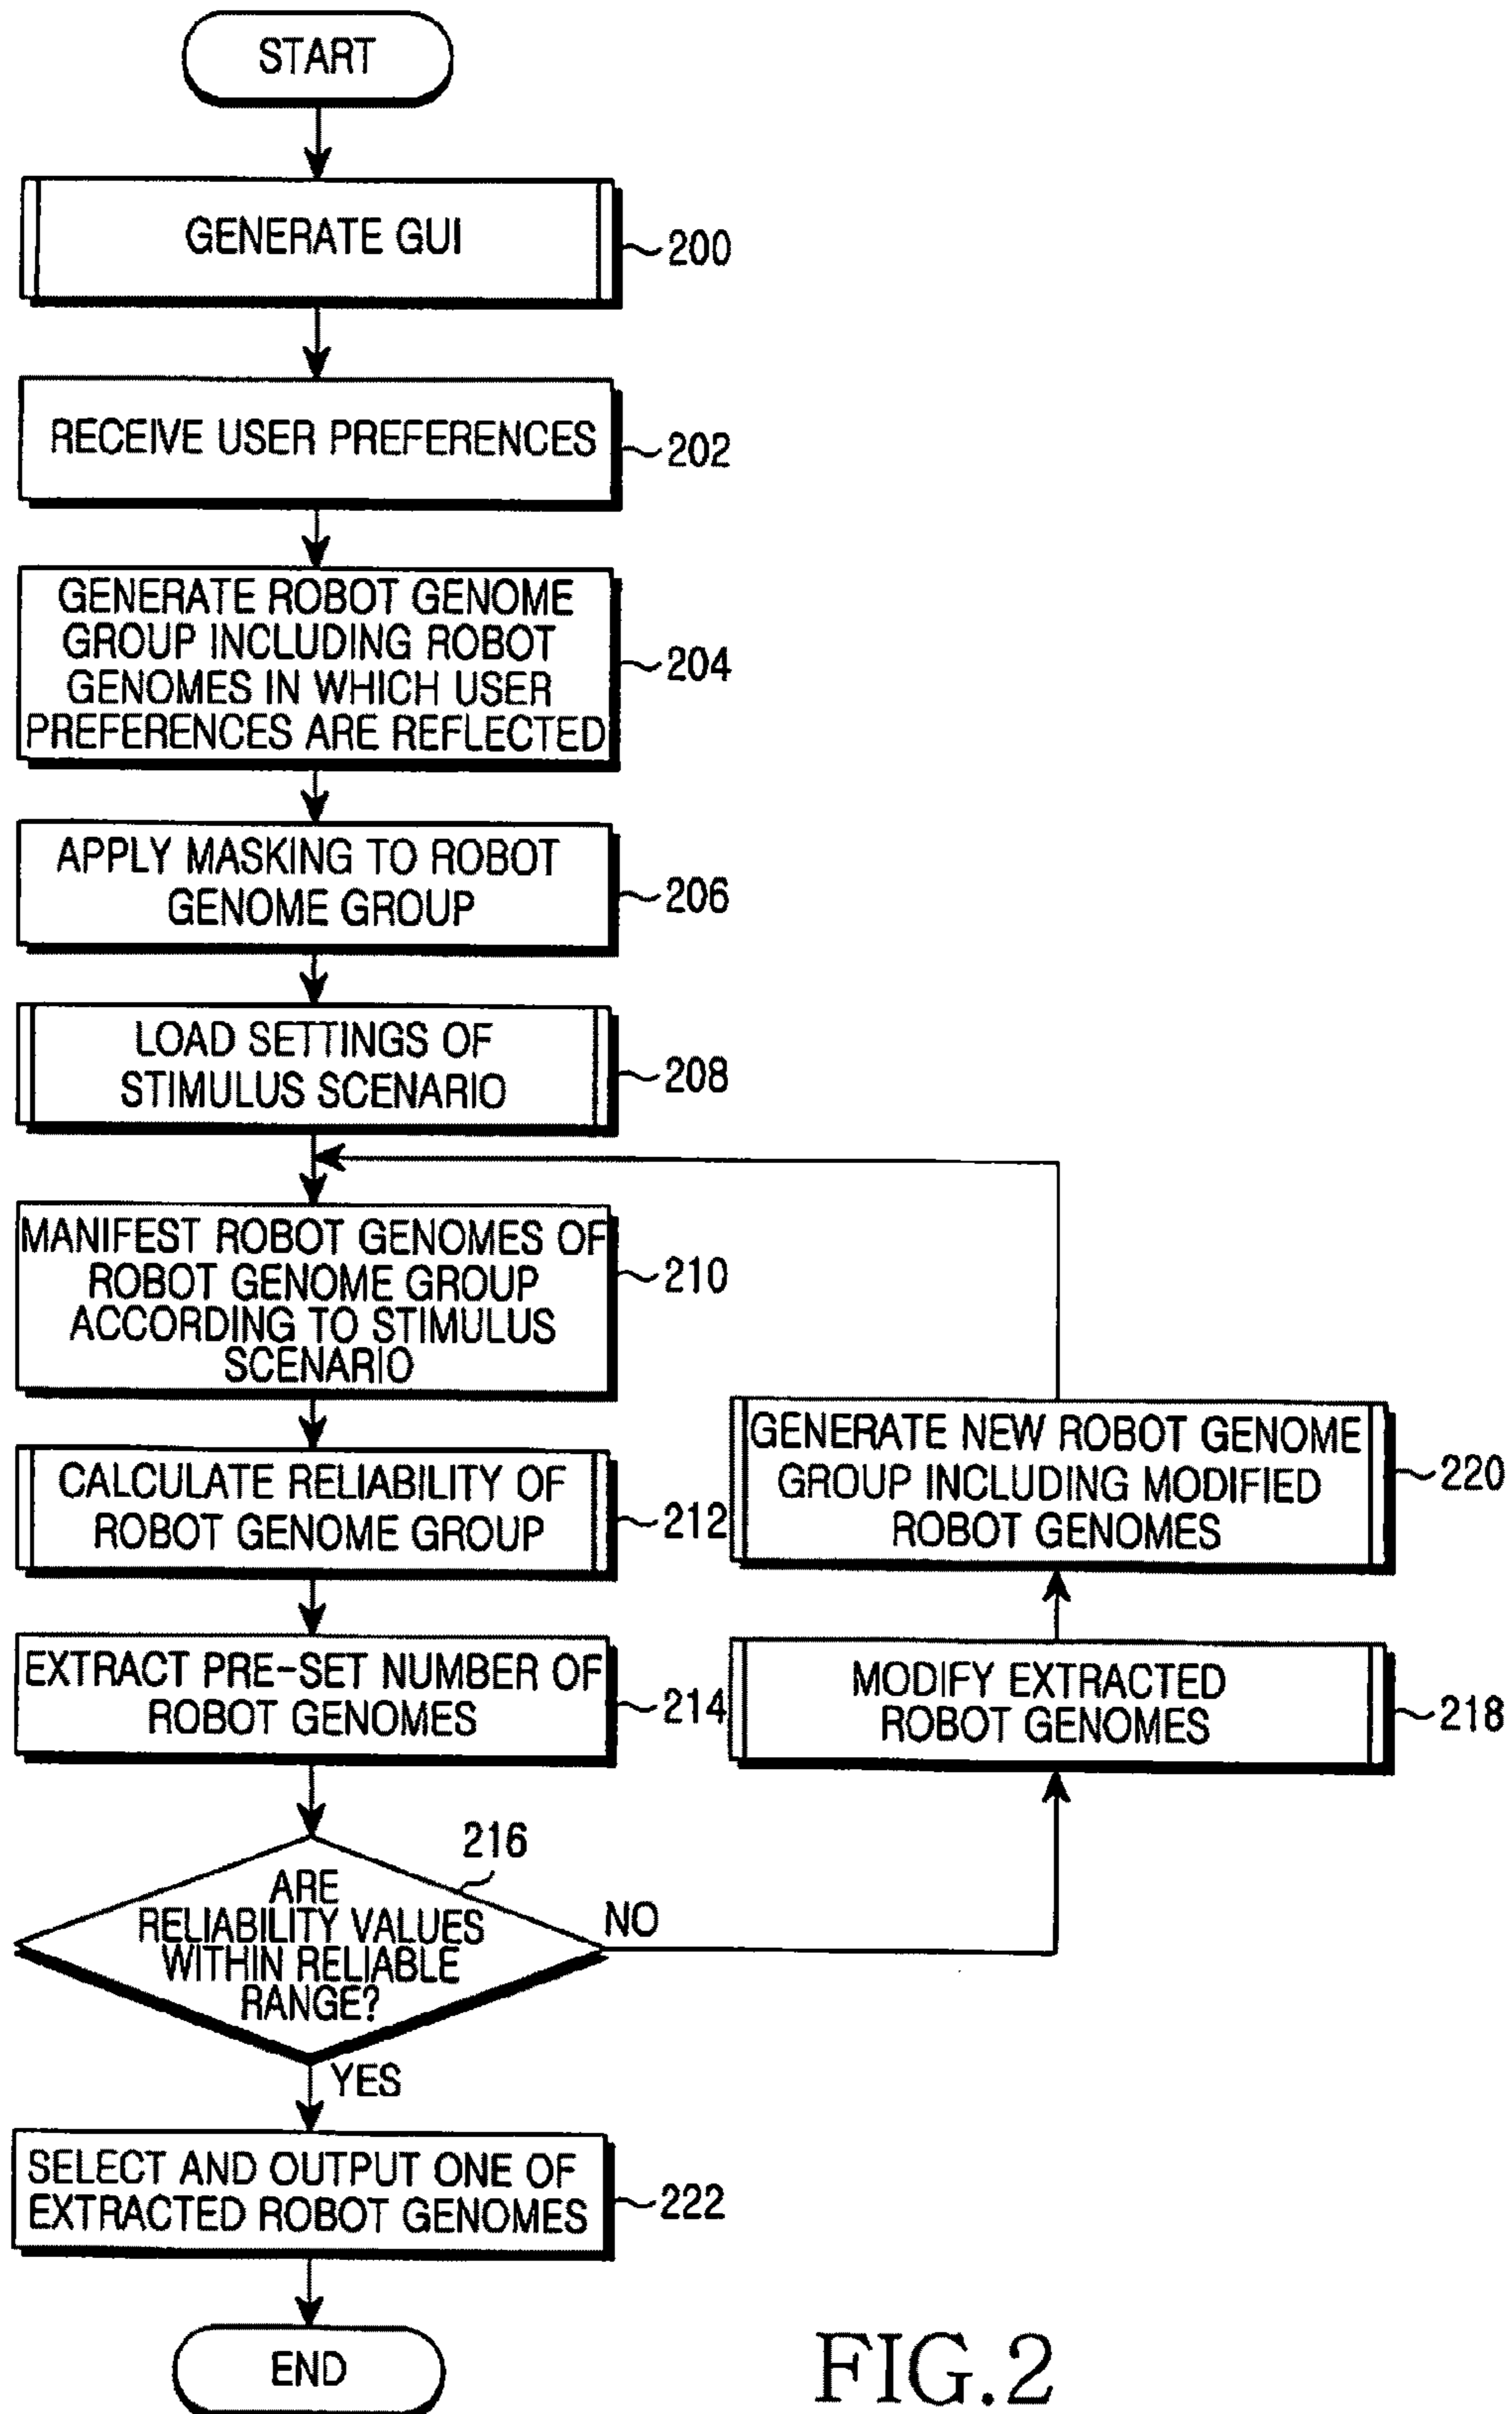 START
GENERATE GUI
200
RECEIVE USER PREFERENCES
202
GENERATE ROBOT GENOME
GROUP INCLUDING ROBOT
GENOMES IN WHICH USER
PREFERENCES ARE REFLECTED
204
APPLY MASKING TO ROBOT
GENOME GROUP
206
LOAD SETTINGS OF
STIMULUS SCENARIO
208
MANIFEST ROBOT GENOMES OF
ROBOT GENOME GROUP
ACCORDING TO STIMULUS
SCENARIO
210
CALCULATE RELIABILITY OF
ROBOT GENOME GROUP
212
EXTRACT PRE-SET NUMBER OF
ROBOT GENOMES
214
216
ARE
RELIABILITY VALUES
WITHIN RELIABLE
RANGE?
NO
YES
GENERATE NEW ROBOT GENOME
GROUP INCLUDING MODIFIED
ROBOT GENOMES
220
MODIFY EXTRACTED
ROBOT GENOMES
218
SELECT AND OUTPUT ONE OF
EXTRACTED ROBOT GENOMES
222
END
FIG.2